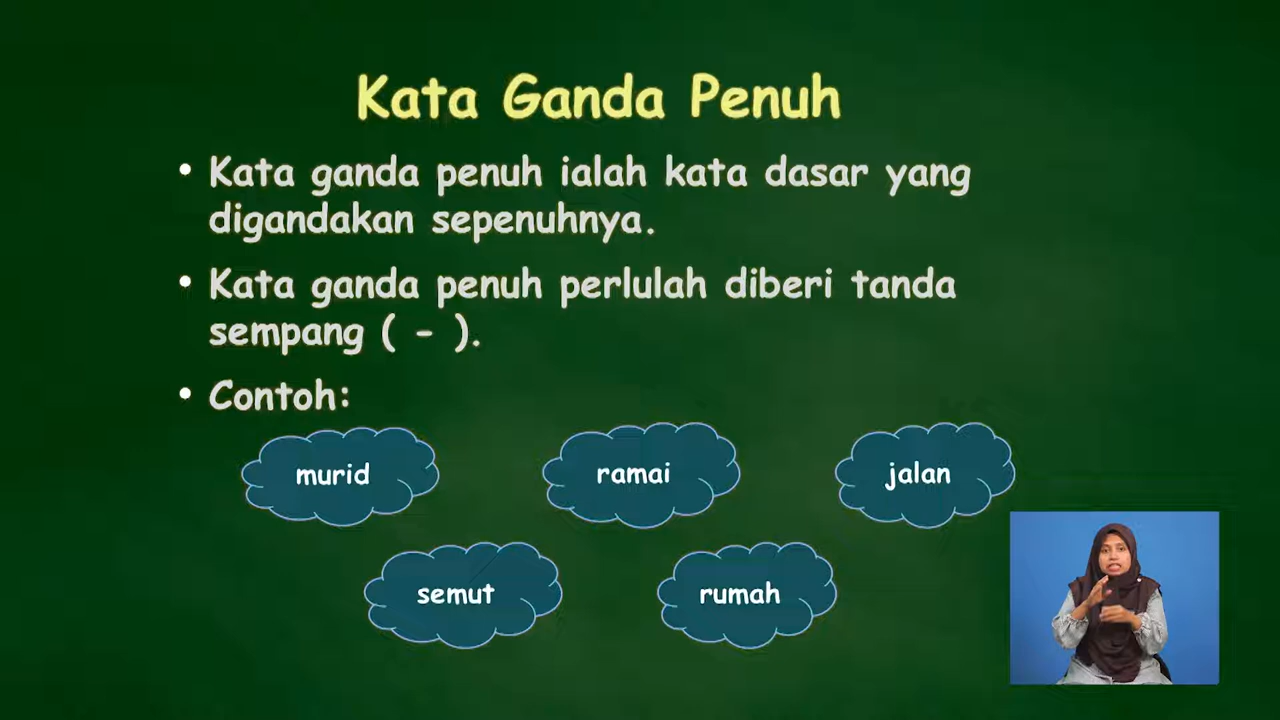 Kata Ganda Penuh
• Kata ganda penuh ialah kata dasar yang
digandakan sepenuhnya.
• Kata ganda penuh perlulah diberi tanda
sempang ( - ).
• Contoh:
murid
ramai
jalan
semut
rumah